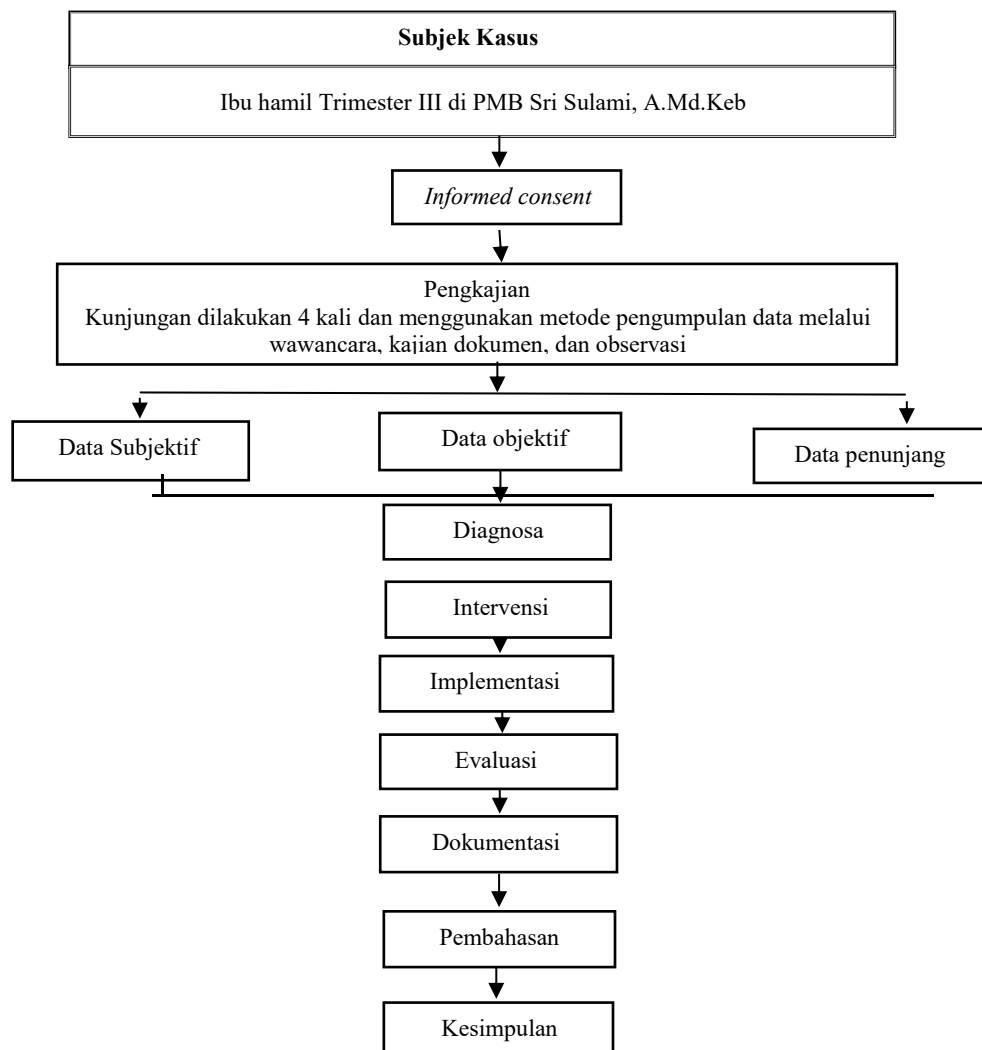 Subjek Kasus
Ibu hamil Trimester III di PMB Sri Sulami, A.Md.Keb
Informed consent
Pengkajian
Kunjungan dilakukan 4 kali dan menggunakan metode pengumpulan data melalui
wawancara, kajian dokumen, dan observasi
Data Subjektif
Data objektif
Data penunjang
Diagnosa
Intervensi
Implementasi
Evaluasi
Dokumentasi
Pembahasan
Kesimpulan